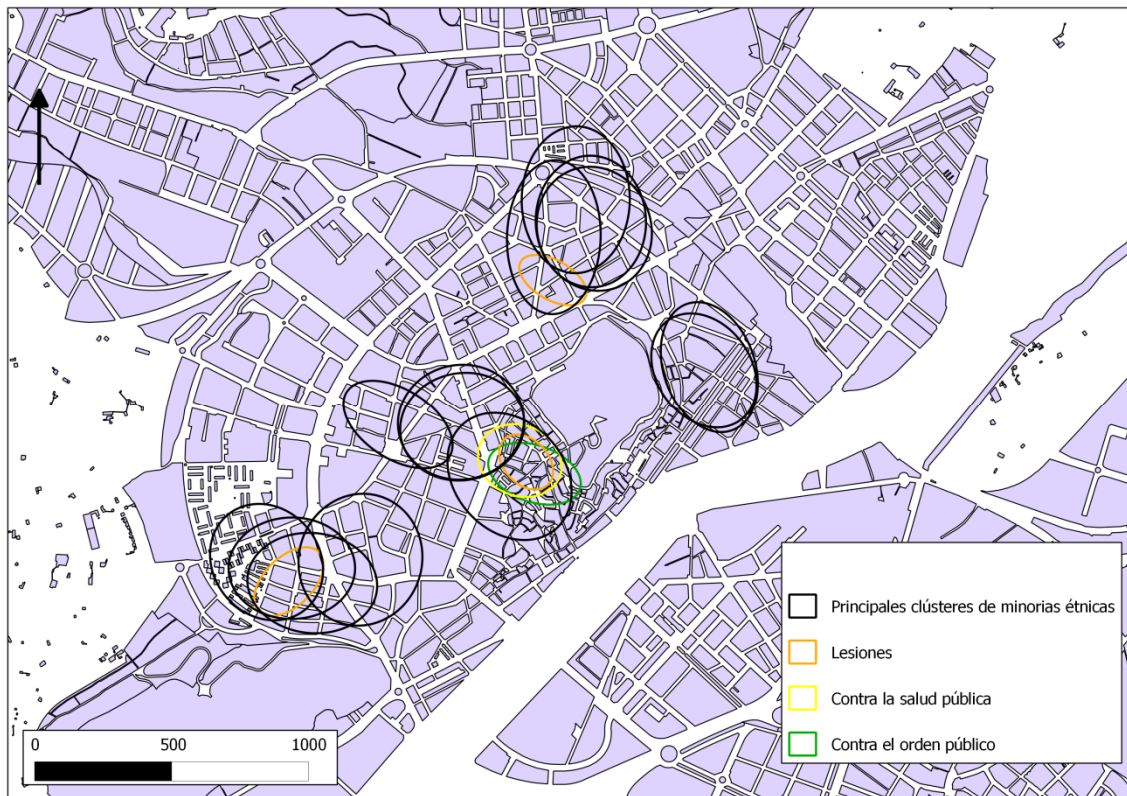 Principales clústeres de minorias étnicas
Lesiones
Contra la salud pública
Contra el orden público
0 500 1000